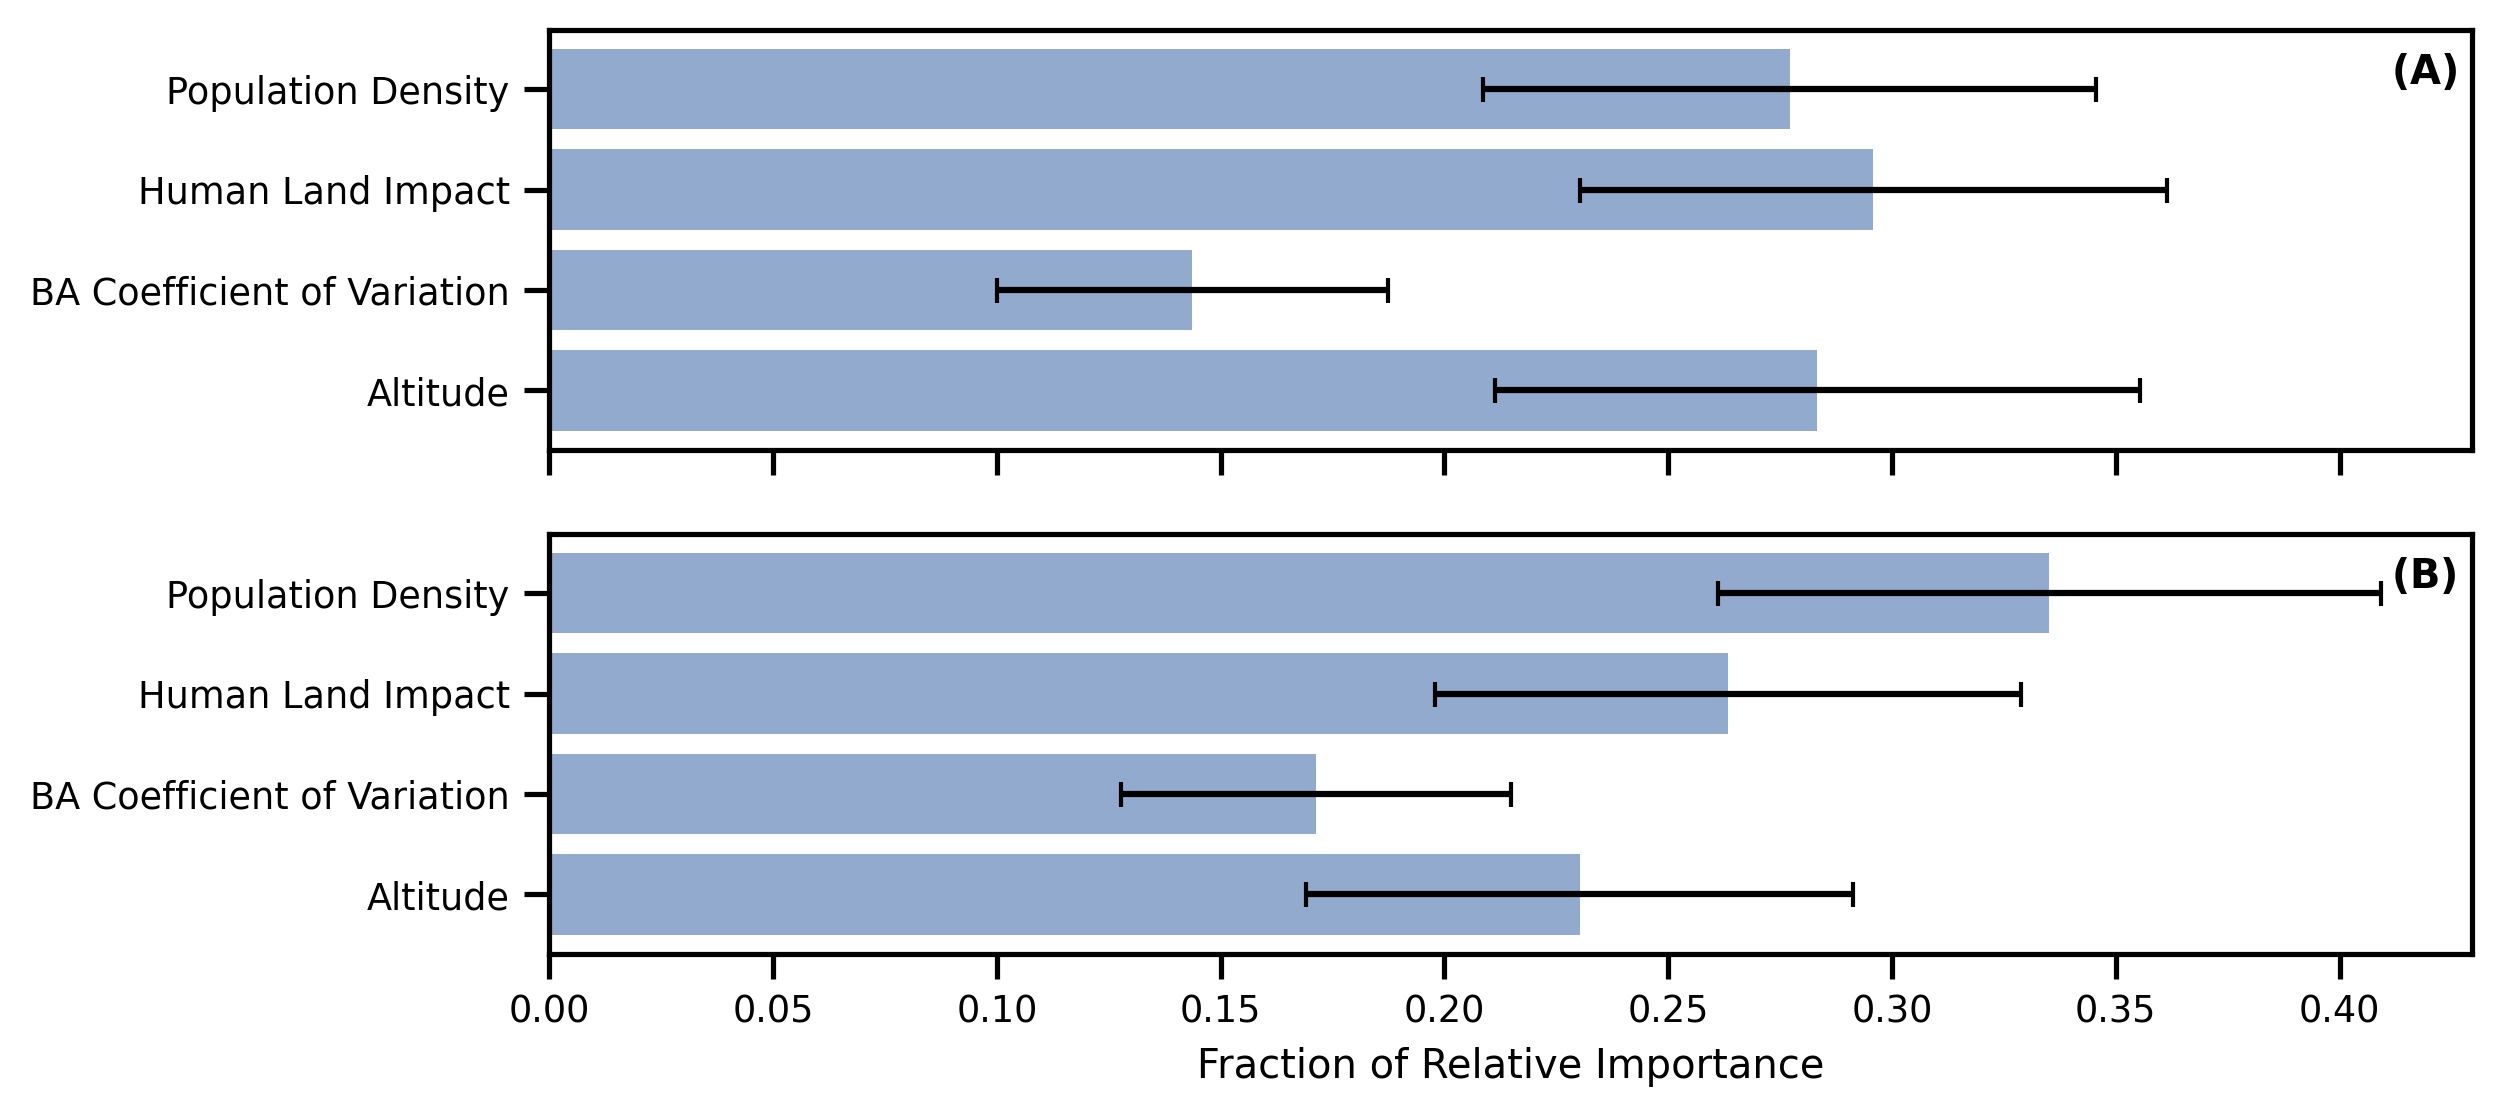 (A)
Population Density
Human Land Impact
BA Coefficient of Variation
Altitude
(B)
Population Density
Human Land Impact
BA Coefficient of Variation
Altitude
0.00 0.05 0.10 0.15 0.20 0.25 0.30 0.35 0.40
Fraction of Relative Importance